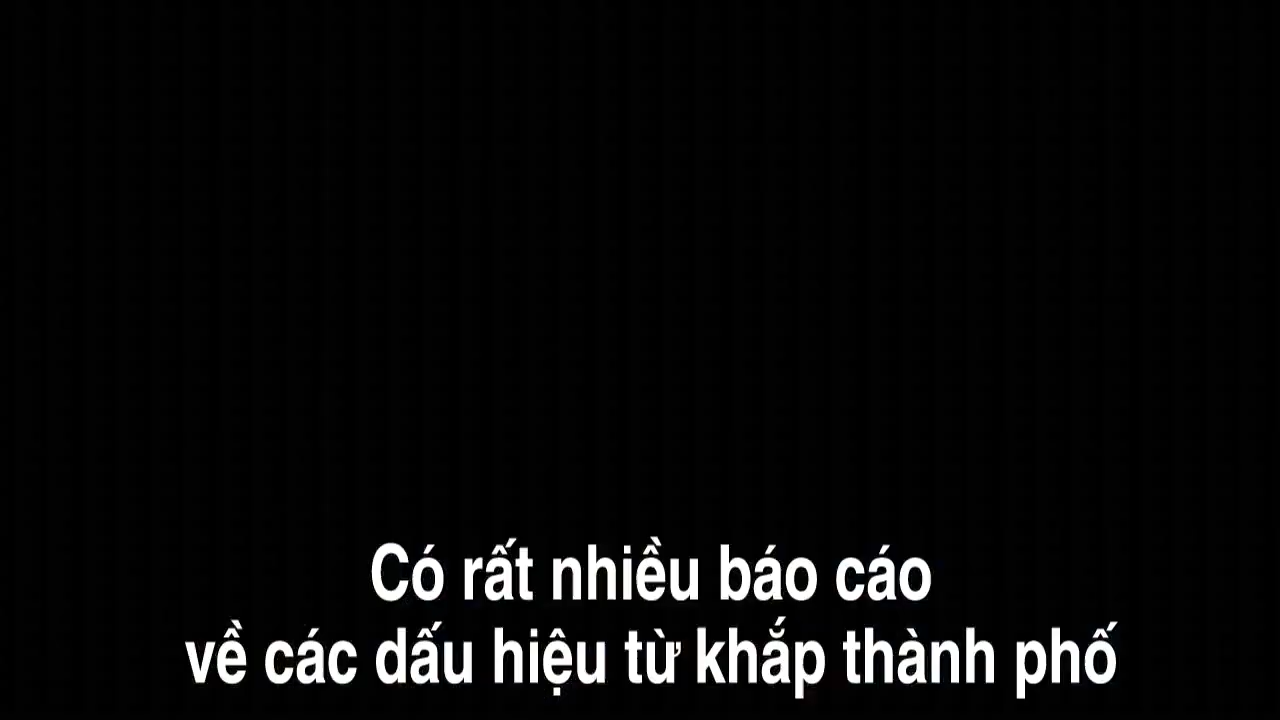 Có rất nhiều báo cáo
về các dấu hiệu từ khắp thành phố